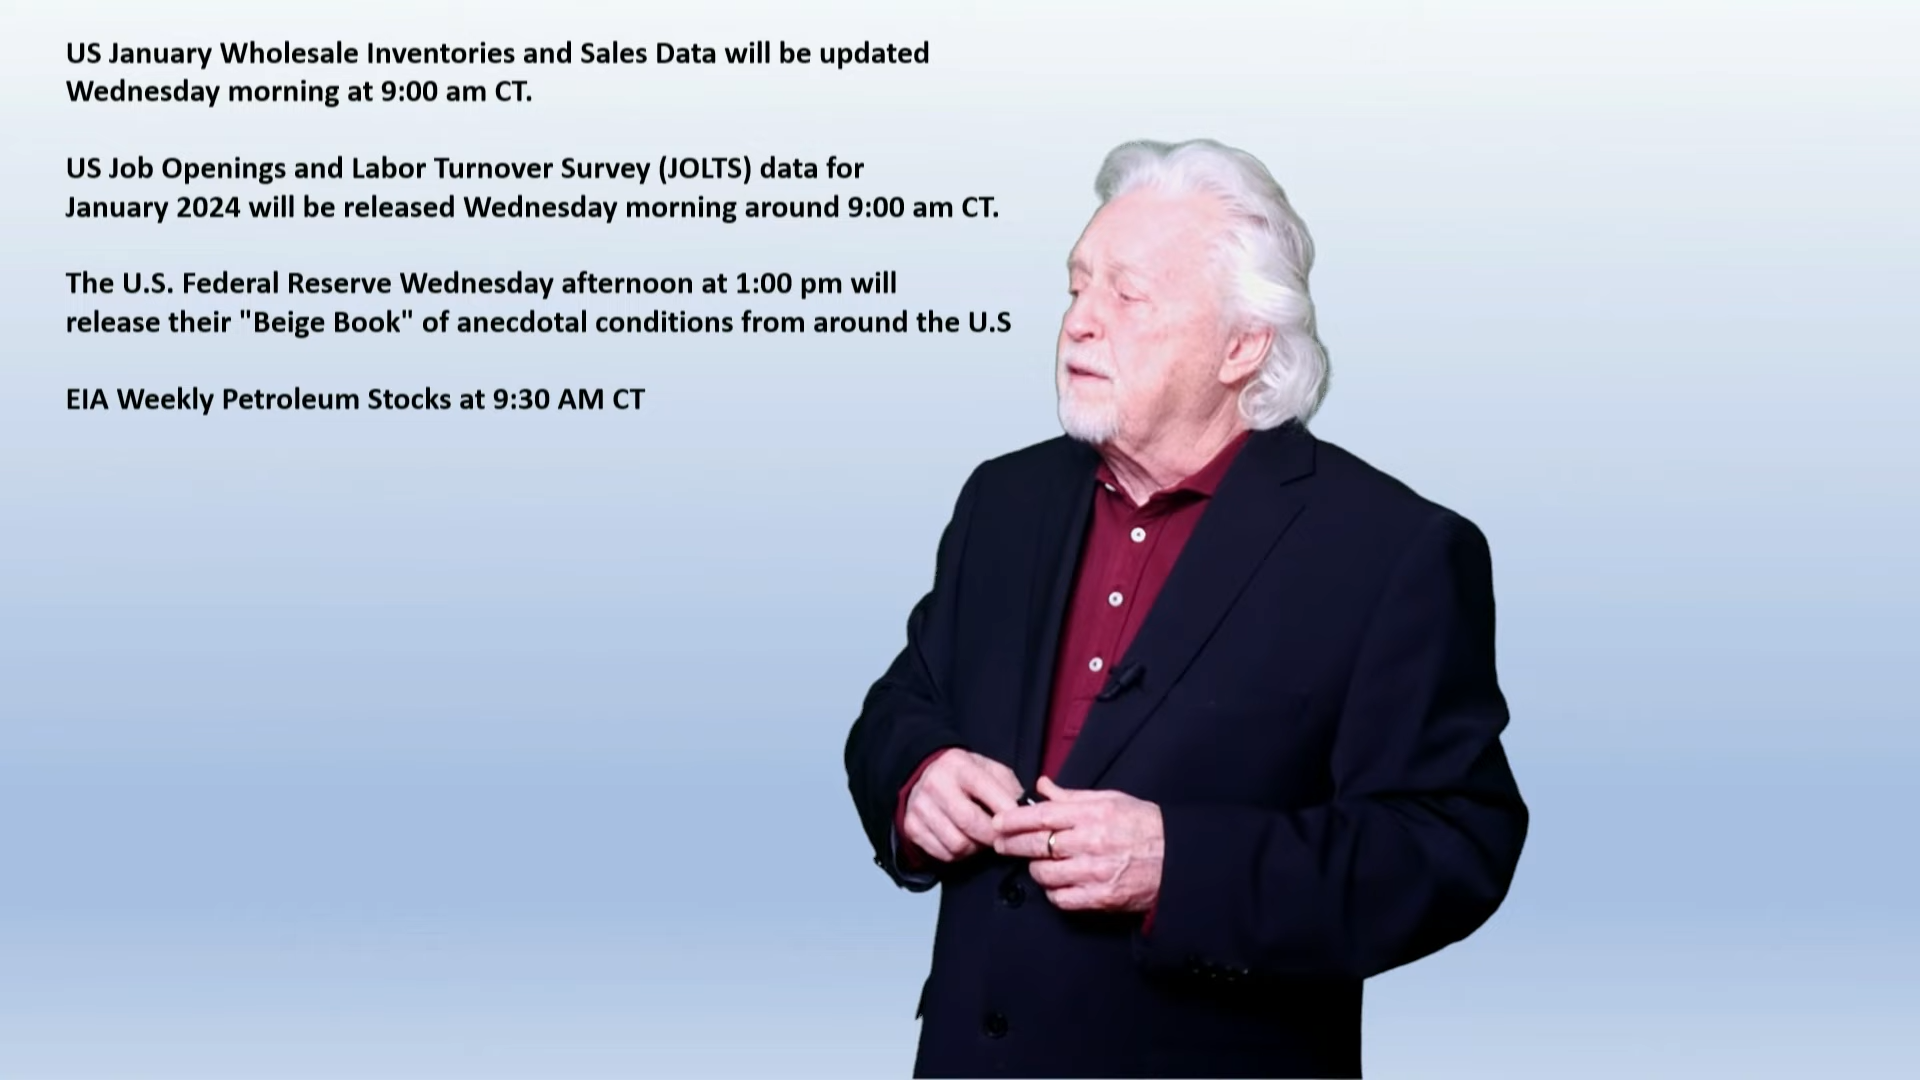 US January Wholesale Inventories and Sales Data will be updated
Wednesday morning at 9:00 am CT.
US Job Openings and Labor Turnover Survey (JOLTS) data for
January 2024 will be released Wednesday morning around 9:00 am CT.
The U.S. Federal Reserve Wednesday afternoon at 1:00 pm will
release their "Beige Book" of anecdotal conditions from around the U.S
EIA Weekly Petroleum Stocks at 9:30 AM CT